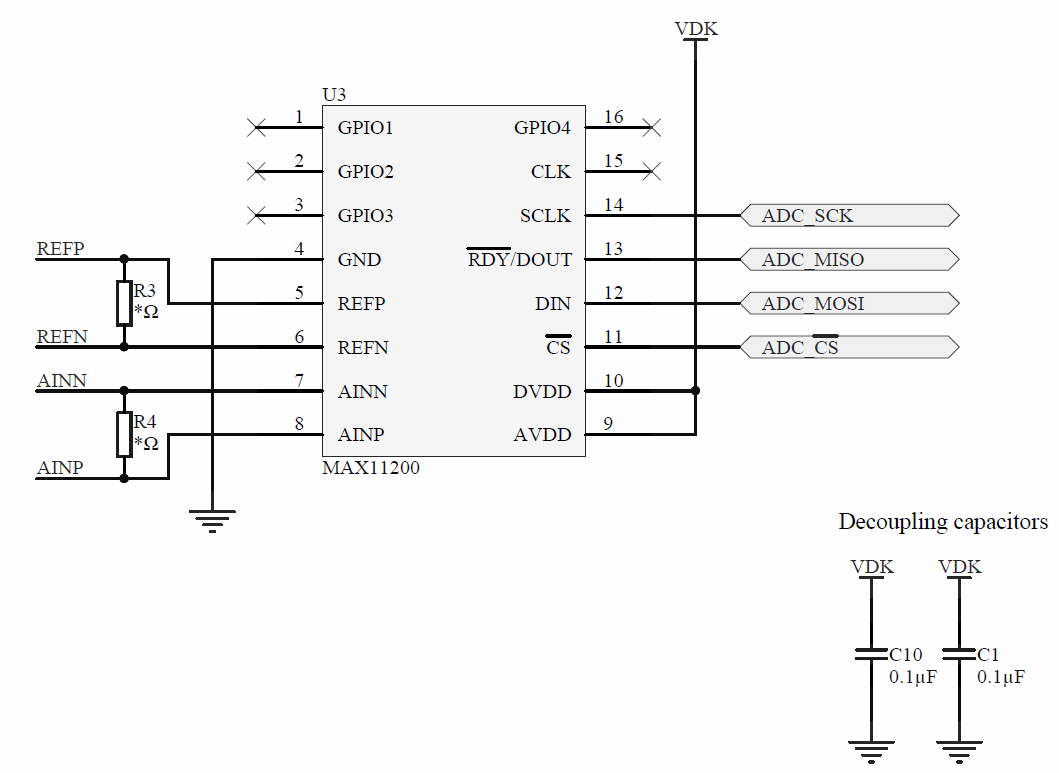 VDK
U3
1 GPIO1 GPIO4 16
2 GPIO2 CLK 15
3 GPIO3 SCLK 14 ADC_SCK
REFP 4 GND RDY/DOUT 13 ADC_MISO
R3
*Ω
5 REFP DIN 12 ADC_MOSI
REFN 6 REFN CS 11 ADC_CS
AINN 7 AINN DVDD 10
R4
*Ω
8 AINP AVDD 9
AINP
MAX11200
Decoupling capacitors
VDK VDK
C10 C1
0.1µF 0.1µF